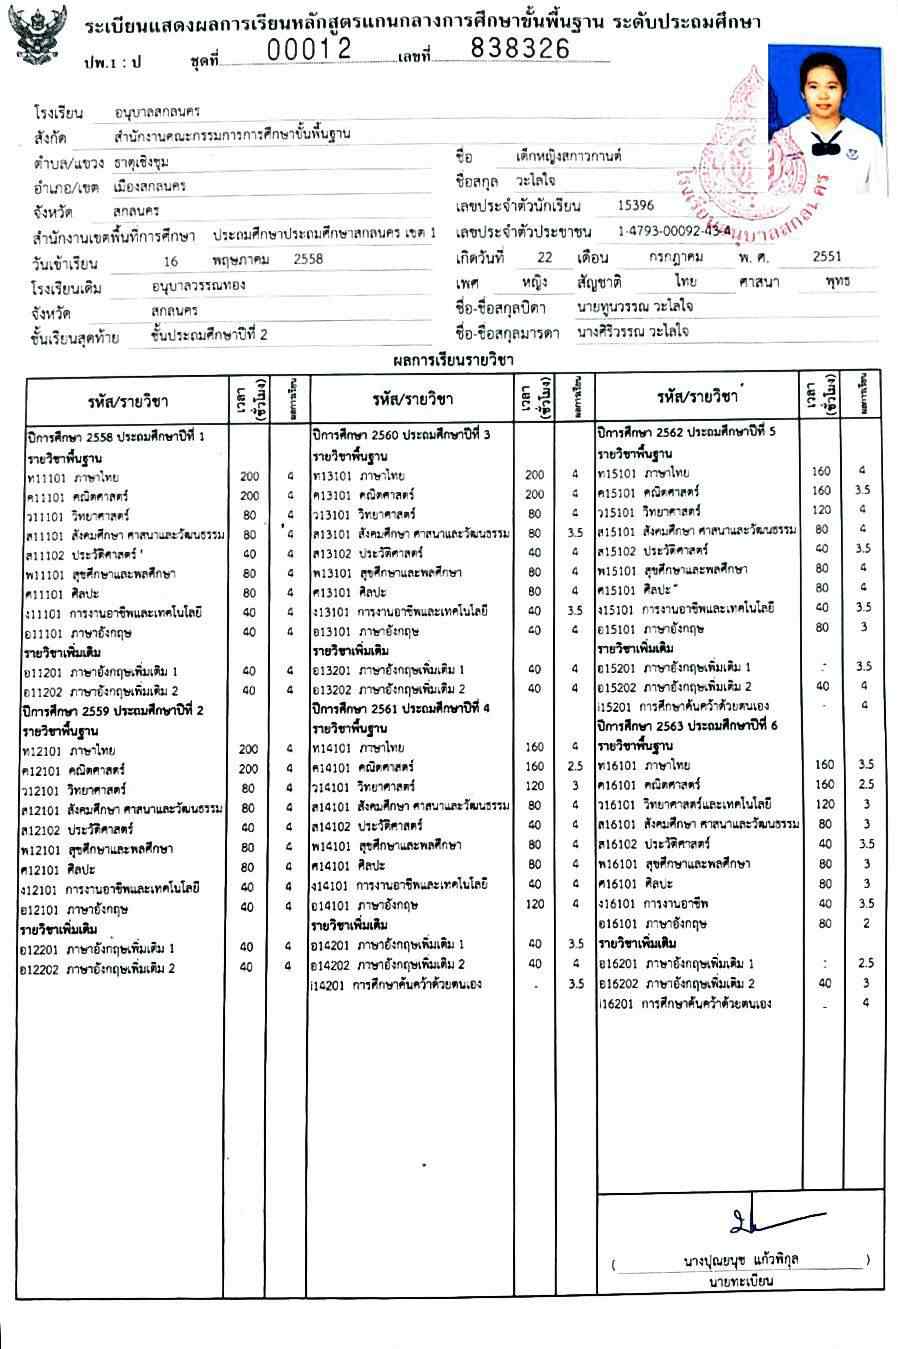 ระเบียนแสดงผลการเรียนหลักสูตรแกนกลางการศึกษาขั้นพื้นฐาน ระดับประถมศึกษา
ปพ.1 : ป ชุดที่ 00012 เลขที่ 838326
โรงเรียน อนุบาลสกลนคร
สังกัด สำนักงานคณะกรรมการการศึกษาขั้นพื้นฐาน
ตำบล/แขวง ธาตุเชิงชุม
อำเภอ/เขต เมืองสกลนคร
จังหวัด สกลนคร
สำนักงานเขตพื้นที่การศึกษา ประถมศึกษาประถมศึกษาสกลนคร เขต 1
วันเข้าเรียน 16 พฤษภาคม 2558
โรงเรียนเดิม อนุบาลวรรณทอง
จังหวัด สกลนคร
ชั้นเรียนสุดท้าย ชั้นประถมศึกษาปีที่ 2
ชื่อ เด็กหญิงสกาวกานต์
ชื่อสกุล วะไลใจ
เลขประจำตัวนักเรียน 15396
เลขประจำตัวประชาชน 1-4793-00092-43-4
เกิดวันที่ 22 เดือน กรกฎาคม พ. ศ. 2551
เพศ หญิง สัญชาติ ไทย ศาสนา พุทธ
ชื่อ-ชื่อสกุลบิดา นายทูนวรรณ วะไลใจ
ชื่อ-ชื่อสกุลมารดา นางศิริวรรณ วะไลใจ
โรงเรียนอนุบาลสกลนคร
ผลการเรียนรายวิชา
รหัส/รายวิชา เวลา (ชั่วโมง) ผลการเรียน
ปีการศึกษา 2558 ประถมศึกษาปีที่ 1
รายวิชาพื้นฐาน
ท11101 ภาษาไทย 200 4
ค11101 คณิตศาสตร์ 200 4
ว11101 วิทยาศาสตร์ 80 4
ส11101 สังคมศึกษา ศาสนาและวัฒนธรรม 80 4
ส11102 ประวัติศาสตร์ 40 4
พ11101 สุขศึกษาและพลศึกษา 80 4
ศ11101 ศิลปะ 80 4
ง11101 การงานอาชีพและเทคโนโลยี 40 4
อ11101 ภาษาอังกฤษ 40 4
รายวิชาเพิ่มเติม
อ11201 ภาษาอังกฤษเพิ่มเติม 1 40 4
อ11202 ภาษาอังกฤษเพิ่มเติม 2 40 4
ปีการศึกษา 2559 ประถมศึกษาปีที่ 2
รายวิชาพื้นฐาน
ท12101 ภาษาไทย 200 4
ค12101 คณิตศาสตร์ 200 4
ว12101 วิทยาศาสตร์ 80 4
ส12101 สังคมศึกษา ศาสนาและวัฒนธรรม 80 4
ส12102 ประวัติศาสตร์ 40 4
พ12101 สุขศึกษาและพลศึกษา 80 4
ศ12101 ศิลปะ 80 4
ง12101 การงานอาชีพและเทคโนโลยี 40 4
อ12101 ภาษาอังกฤษ 40 4
รายวิชาเพิ่มเติม
อ12201 ภาษาอังกฤษเพิ่มเติม 1 40 4
อ12202 ภาษาอังกฤษเพิ่มเติม 2 40 4
รหัส/รายวิชา เวลา (ชั่วโมง) ผลการเรียน
ปีการศึกษา 2560 ประถมศึกษาปีที่ 3
รายวิชาพื้นฐาน
ท13101 ภาษาไทย 200 4
ค13101 คณิตศาสตร์ 200 4
ว13101 วิทยาศาสตร์ 80 4
ส13101 สังคมศึกษา ศาสนาและวัฒนธรรม 80 3.5
ส13102 ประวัติศาสตร์ 40 4
พ13101 สุขศึกษาและพลศึกษา 80 4
ศ13101 ศิลปะ 80 4
ง13101 การงานอาชีพและเทคโนโลยี 40 3.5
อ13101 ภาษาอังกฤษ 40 4
รายวิชาเพิ่มเติม
อ13201 ภาษาอังกฤษเพิ่มเติม 1 40 4
อ13202 ภาษาอังกฤษเพิ่มเติม 2 40 4
ปีการศึกษา 2561 ประถมศึกษาปีที่ 4
รายวิชาพื้นฐาน
ท14101 ภาษาไทย 160 4
ค14101 คณิตศาสตร์ 160 2.5
ว14101 วิทยาศาสตร์ 120 3
ส14101 สังคมศึกษา ศาสนาและวัฒนธรรม 80 4
ส14102 ประวัติศาสตร์ 40 4
พ14101 สุขศึกษาและพลศึกษา 80 4
ศ14101 ศิลปะ 80 4
ง14101 การงานอาชีพและเทคโนโลยี 40 4
อ14101 ภาษาอังกฤษ 120 4
รายวิชาเพิ่มเติม
อ14201 ภาษาอังกฤษเพิ่มเติม 1 40 3.5
อ14202 ภาษาอังกฤษเพิ่มเติม 2 40 4
i14201 การศึกษาค้นคว้าด้วยตนเอง - 3.5
รหัส/รายวิชา เวลา (ชั่วโมง) ผลการเรียน
ปีการศึกษา 2562 ประถมศึกษาปีที่ 5
รายวิชาพื้นฐาน
ท15101 ภาษาไทย 160 4
ค15101 คณิตศาสตร์ 160 3.5
ว15101 วิทยาศาสตร์ 120 4
ส15101 สังคมศึกษา ศาสนาและวัฒนธรรม 80 4
ส15102 ประวัติศาสตร์ 40 3.5
พ15101 สุขศึกษาและพลศึกษา 80 4
ศ15101 ศิลปะ 80 4
ง15101 การงานอาชีพและเทคโนโลยี 40 3.5
อ15101 ภาษาอังกฤษ 80 3
รายวิชาเพิ่มเติม
อ15201 ภาษาอังกฤษเพิ่มเติม 1 - 3.5
อ15202 ภาษาอังกฤษเพิ่มเติม 2 40 4
i15201 การศึกษาค้นคว้าด้วยตนเอง - 4
ปีการศึกษา 2563 ประถมศึกษาปีที่ 6
รายวิชาพื้นฐาน
ท16101 ภาษาไทย 160 3.5
ค16101 คณิตศาสตร์ 160 2.5
ว16101 วิทยาศาสตร์และเทคโนโลยี 120 3
ส16101 สังคมศึกษา ศาสนาและวัฒนธรรม 80 3
ส16102 ประวัติศาสตร์ 40 3.5
พ16101 สุขศึกษาและพลศึกษา 80 3
ศ16101 ศิลปะ 80 3
ง16101 การงานอาชีพ 40 3.5
อ16101 ภาษาอังกฤษ 80 2
รายวิชาเพิ่มเติม
อ16201 ภาษาอังกฤษเพิ่มเติม 1 - 2.5
อ16202 ภาษาอังกฤษเพิ่มเติม 2 40 3
i16201 การศึกษาค้นคว้าด้วยตนเอง - 4
( นางปุณยนุช แก้วพิกุล )
นายทะเบียน